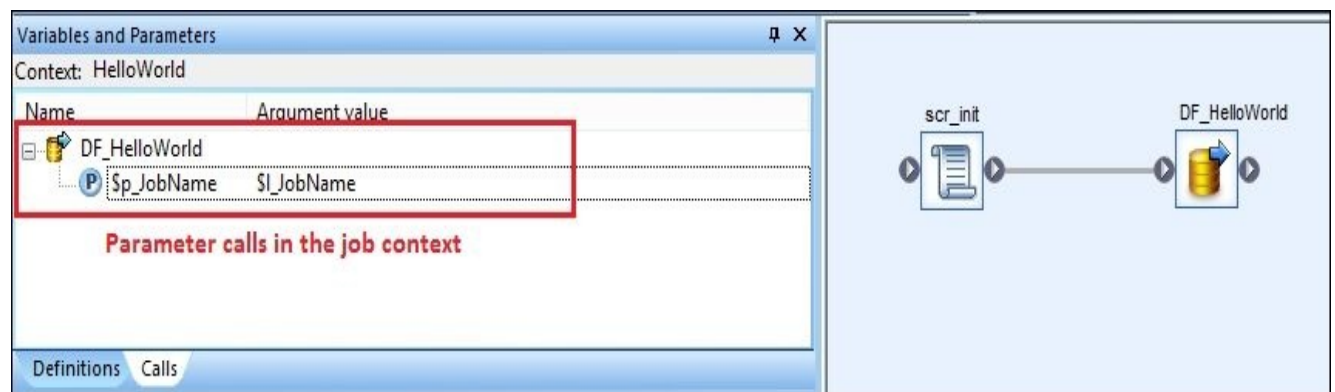 Variables and Parameters
Context: HelloWorld
Name Argument value
DF_HelloWorld
P $p_JobName $l_JobName
Parameter calls in the job context
Definitions Calls
scr_init DF_HelloWorld